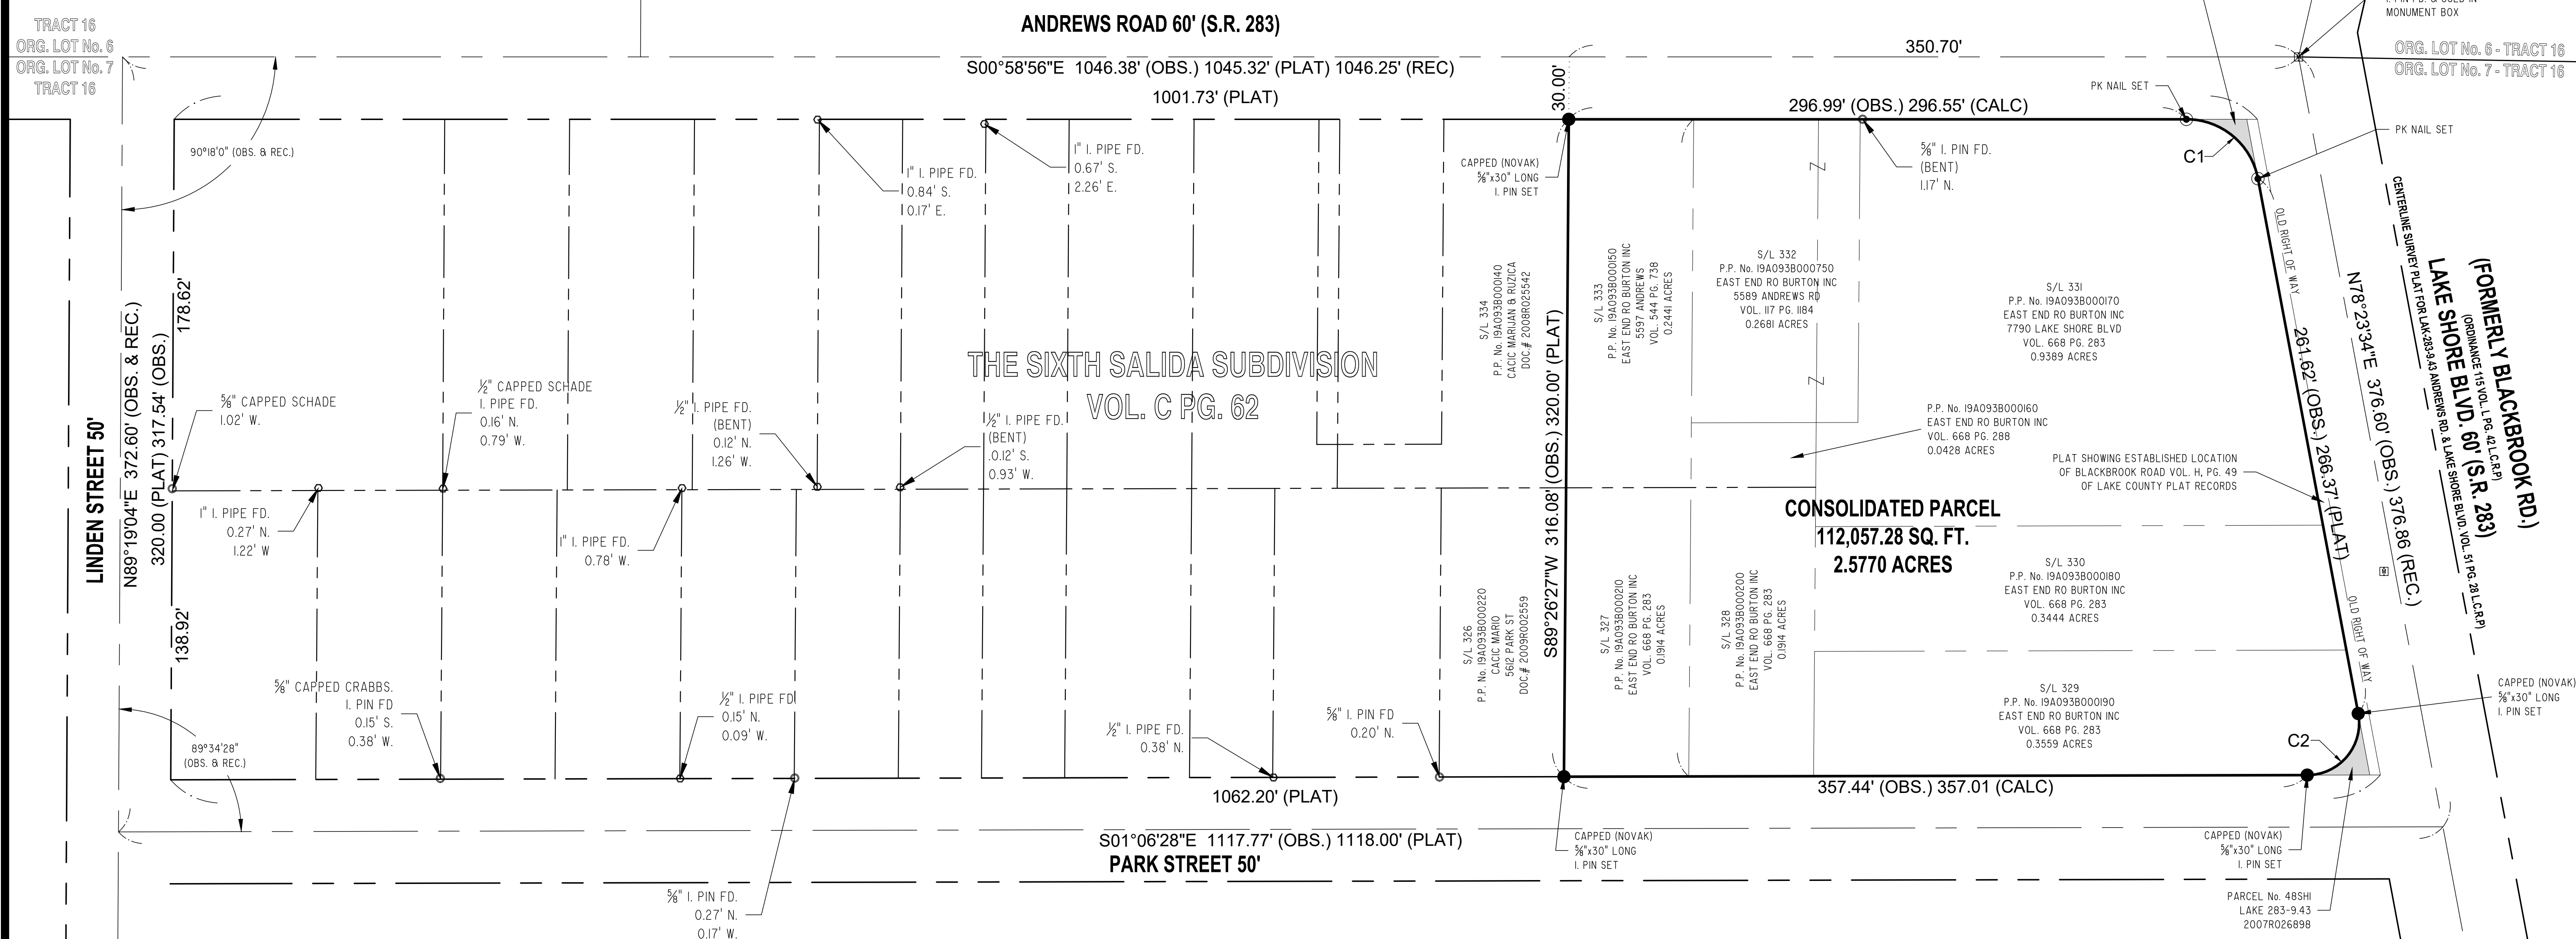 TRACT 16
ORG. LOT No. 6
ORG. LOT No. 7
TRACT 16
ANDREWS ROAD 60' (S.R. 283)
S00°58'56"E 1046.38' (OBS.) 1045.32' (PLAT) 1046.25' (REC)
1001.73' (PLAT)
350.70'
30.00'
296.99' (OBS.) 296.55' (CALC)
MONUMENT BOX
ORG. LOT No. 6 - TRACT 16
ORG. LOT No. 7 - TRACT 16
PK NAIL SET
PK NAIL SET
C1
90°18'0" (OBS. & REC.)
1" I. PIPE FD.
0.84' S.
0.17' E.
1" I. PIPE FD.
0.67' S.
2.26' E.
CAPPED (NOVAK)
⅝"x30" LONG
I. PIN SET
⅝" I. PIN FD.
(BENT)
1.17' N.
LINDEN STREET 50'
N89°19'04"E 372.60' (OBS. & REC.)
320.00 (PLAT) 317.54' (OBS.)
178.62'
138.92'
THE SIXTH SALIDA SUBDIVISION
VOL. C PG. 62
S/L 334
P.P. No. 19A093B000040
CACIC MARIJAN & RUZICA
DOC.# 2008R025542
S89°26'27"W 316.08' (OBS.) 320.00' (PLAT)
S/L 333
P.P. No. 19A093B000150
EAST END RO BURTON INC
5597 ANDREWS
VOL. 544 PG. 738
0.2441 ACRES
S/L 332
P.P. No. 19A093B000750
EAST END RO BURTON INC
5589 ANDREWS RD
VOL. 117 PG. 1184
0.2681 ACRES
S/L 331
P.P. No. 19A093B000170
EAST END RO BURTON INC
7790 LAKE SHORE BLVD
VOL. 668 PG. 283
0.9389 ACRES
P.P. No. 19A093B000160
EAST END RO BURTON INC
VOL. 668 PG. 288
0.0428 ACRES
PLAT SHOWING ESTABLISHED LOCATION
OF BLACKBROOK ROAD VOL. H, PG. 49
OF LAKE COUNTY PLAT RECORDS
CONSOLIDATED PARCEL
112,057.28 SQ. FT.
2.5770 ACRES
S/L 330
P.P. No. 19A093B000180
EAST END RO BURTON INC
VOL. 668 PG. 283
0.3444 ACRES
S/L 329
P.P. No. 19A093B000190
EAST END RO BURTON INC
VOL. 668 PG. 283
0.3559 ACRES
S/L 326
P.P. No. 19A093B000220
CACIC MARIO
5612 PARK ST
DOC.# 2009R002559
S/L 327
P.P. No. 19A093B000210
EAST END RO BURTON INC
VOL. 668 PG. 283
0.1914 ACRES
S/L 328
P.P. No. 19A093B000200
EAST END RO BURTON INC
VOL. 668 PG. 283
0.1914 ACRES
OLD RIGHT OF WAY
261.62' (OBS.) 266.37' (PLAT)
OLD RIGHT OF WAY
N78°23'34"E 376.60' (OBS.) 376.86 (REC.)
CENTERLINE SURVEY PLAT FOR LAK-283-9.43 ANDREWS RD. & LAKE SHORE BLVD. VOL. 51 PG. 28 L.C.R.P)
LAKE SHORE BLVD. 60' (S.R. 283)
(ORDINANCE 115 VOL. L PG. 42 L.C.R.P)
(FORMERLY BLACKBROOK RD.)
⅝" CAPPED SCHADE
1.02' W.
½" CAPPED SCHADE
I. PIPE FD.
0.16' N.
0.79' W.
½" I. PIPE FD.
(BENT)
0.12' N.
1.26' W.
½" I. PIPE FD.
(BENT)
.0.12' S.
0.93' W.
1" I. PIPE FD.
0.27' N.
1.22' W
1" I. PIPE FD.
0.78' W.
⅝" CAPPED CRABBS.
I. PIN FD
0.15' S.
0.38' W.
½" I. PIPE FD
0.15' N.
0.09' W.
½" I. PIPE FD.
0.38' N.
⅝" I. PIN FD
0.20' N.
89°34'28"
(OBS. & REC.)
CAPPED (NOVAK)
⅝"x30" LONG
I. PIN SET
C2
1062.20' (PLAT)
357.44' (OBS.) 357.01 (CALC)
S01°06'28"E 1117.77' (OBS.) 1118.00' (PLAT)
PARK STREET 50'
CAPPED (NOVAK)
⅝"x30" LONG
I. PIN SET
CAPPED (NOVAK)
⅝"x30" LONG
I. PIN SET
⅝" I. PIN FD.
0.27' N.
0.17' W.
PARCEL No. 48SHI
LAKE 283-9.43
2007R026898